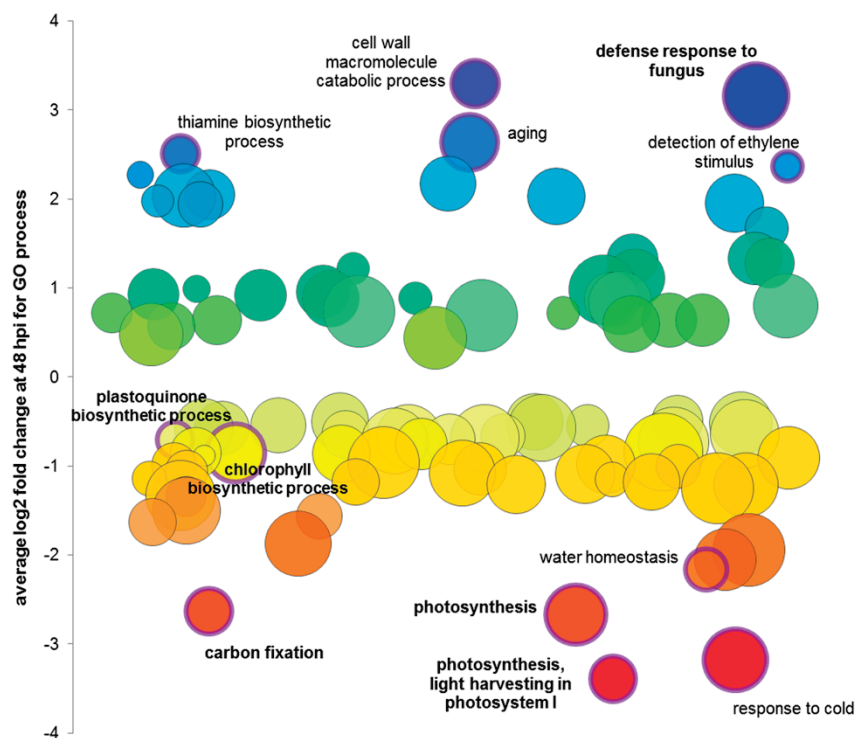 average log2 fold change at 48 hpi for GO process
4
3
2
1
0
-1
-2
-3
-4
cell wall
macromolecule
catabolic process
defense response to
fungus
thiamine biosynthetic
process
aging
detection of ethylene
stimulus
plastoquinone
biosynthetic process
chlorophyll
biosynthetic process
water homeostasis
photosynthesis
carbon fixation
photosynthesis,
light harvesting in
photosystem I
response to cold